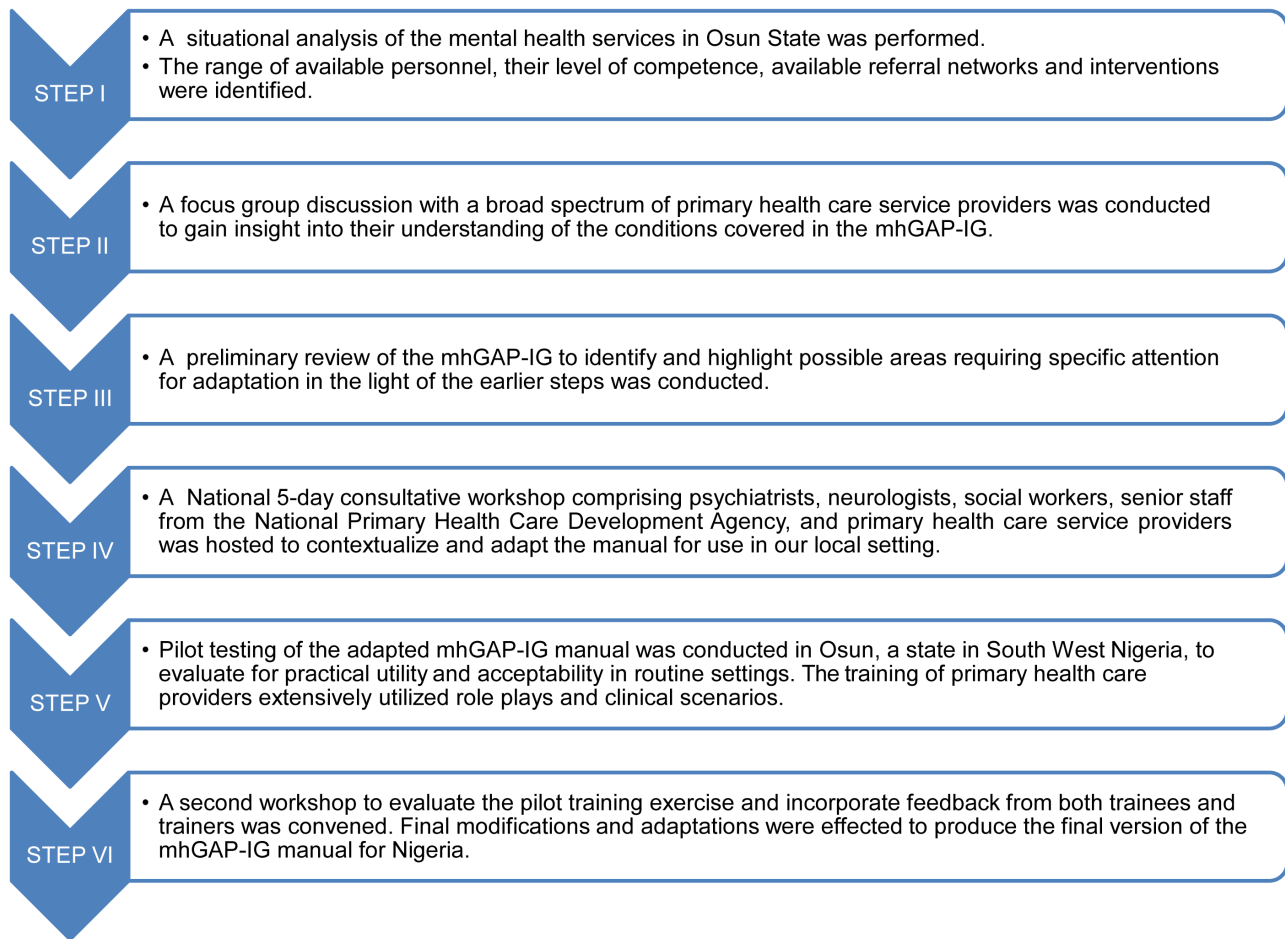 STEP I
• A situational analysis of the mental health services in Osun State was performed.
• The range of available personnel, their level of competence, available referral networks and interventions
were identified.
STEP II
• A focus group discussion with a broad spectrum of primary health care service providers was conducted
to gain insight into their understanding of the conditions covered in the mhGAP-IG.
STEP III
• A preliminary review of the mhGAP-IG to identify and highlight possible areas requiring specific attention
for adaptation in the light of the earlier steps was conducted.
STEP IV
• A National 5-day consultative workshop comprising psychiatrists, neurologists, social workers, senior staff
from the National Primary Health Care Development Agency, and primary health care service providers
was hosted to contextualize and adapt the manual for use in our local setting.
STEP V
• Pilot testing of the adapted mhGAP-IG manual was conducted in Osun, a state in South West Nigeria, to
evaluate for practical utility and acceptability in routine settings. The training of primary health care
providers extensively utilized role plays and clinical scenarios.
STEP VI
• A second workshop to evaluate the pilot training exercise and incorporate feedback from both trainees and
trainers was convened. Final modifications and adaptations were effected to produce the final version of the
mhGAP-IG manual for Nigeria.